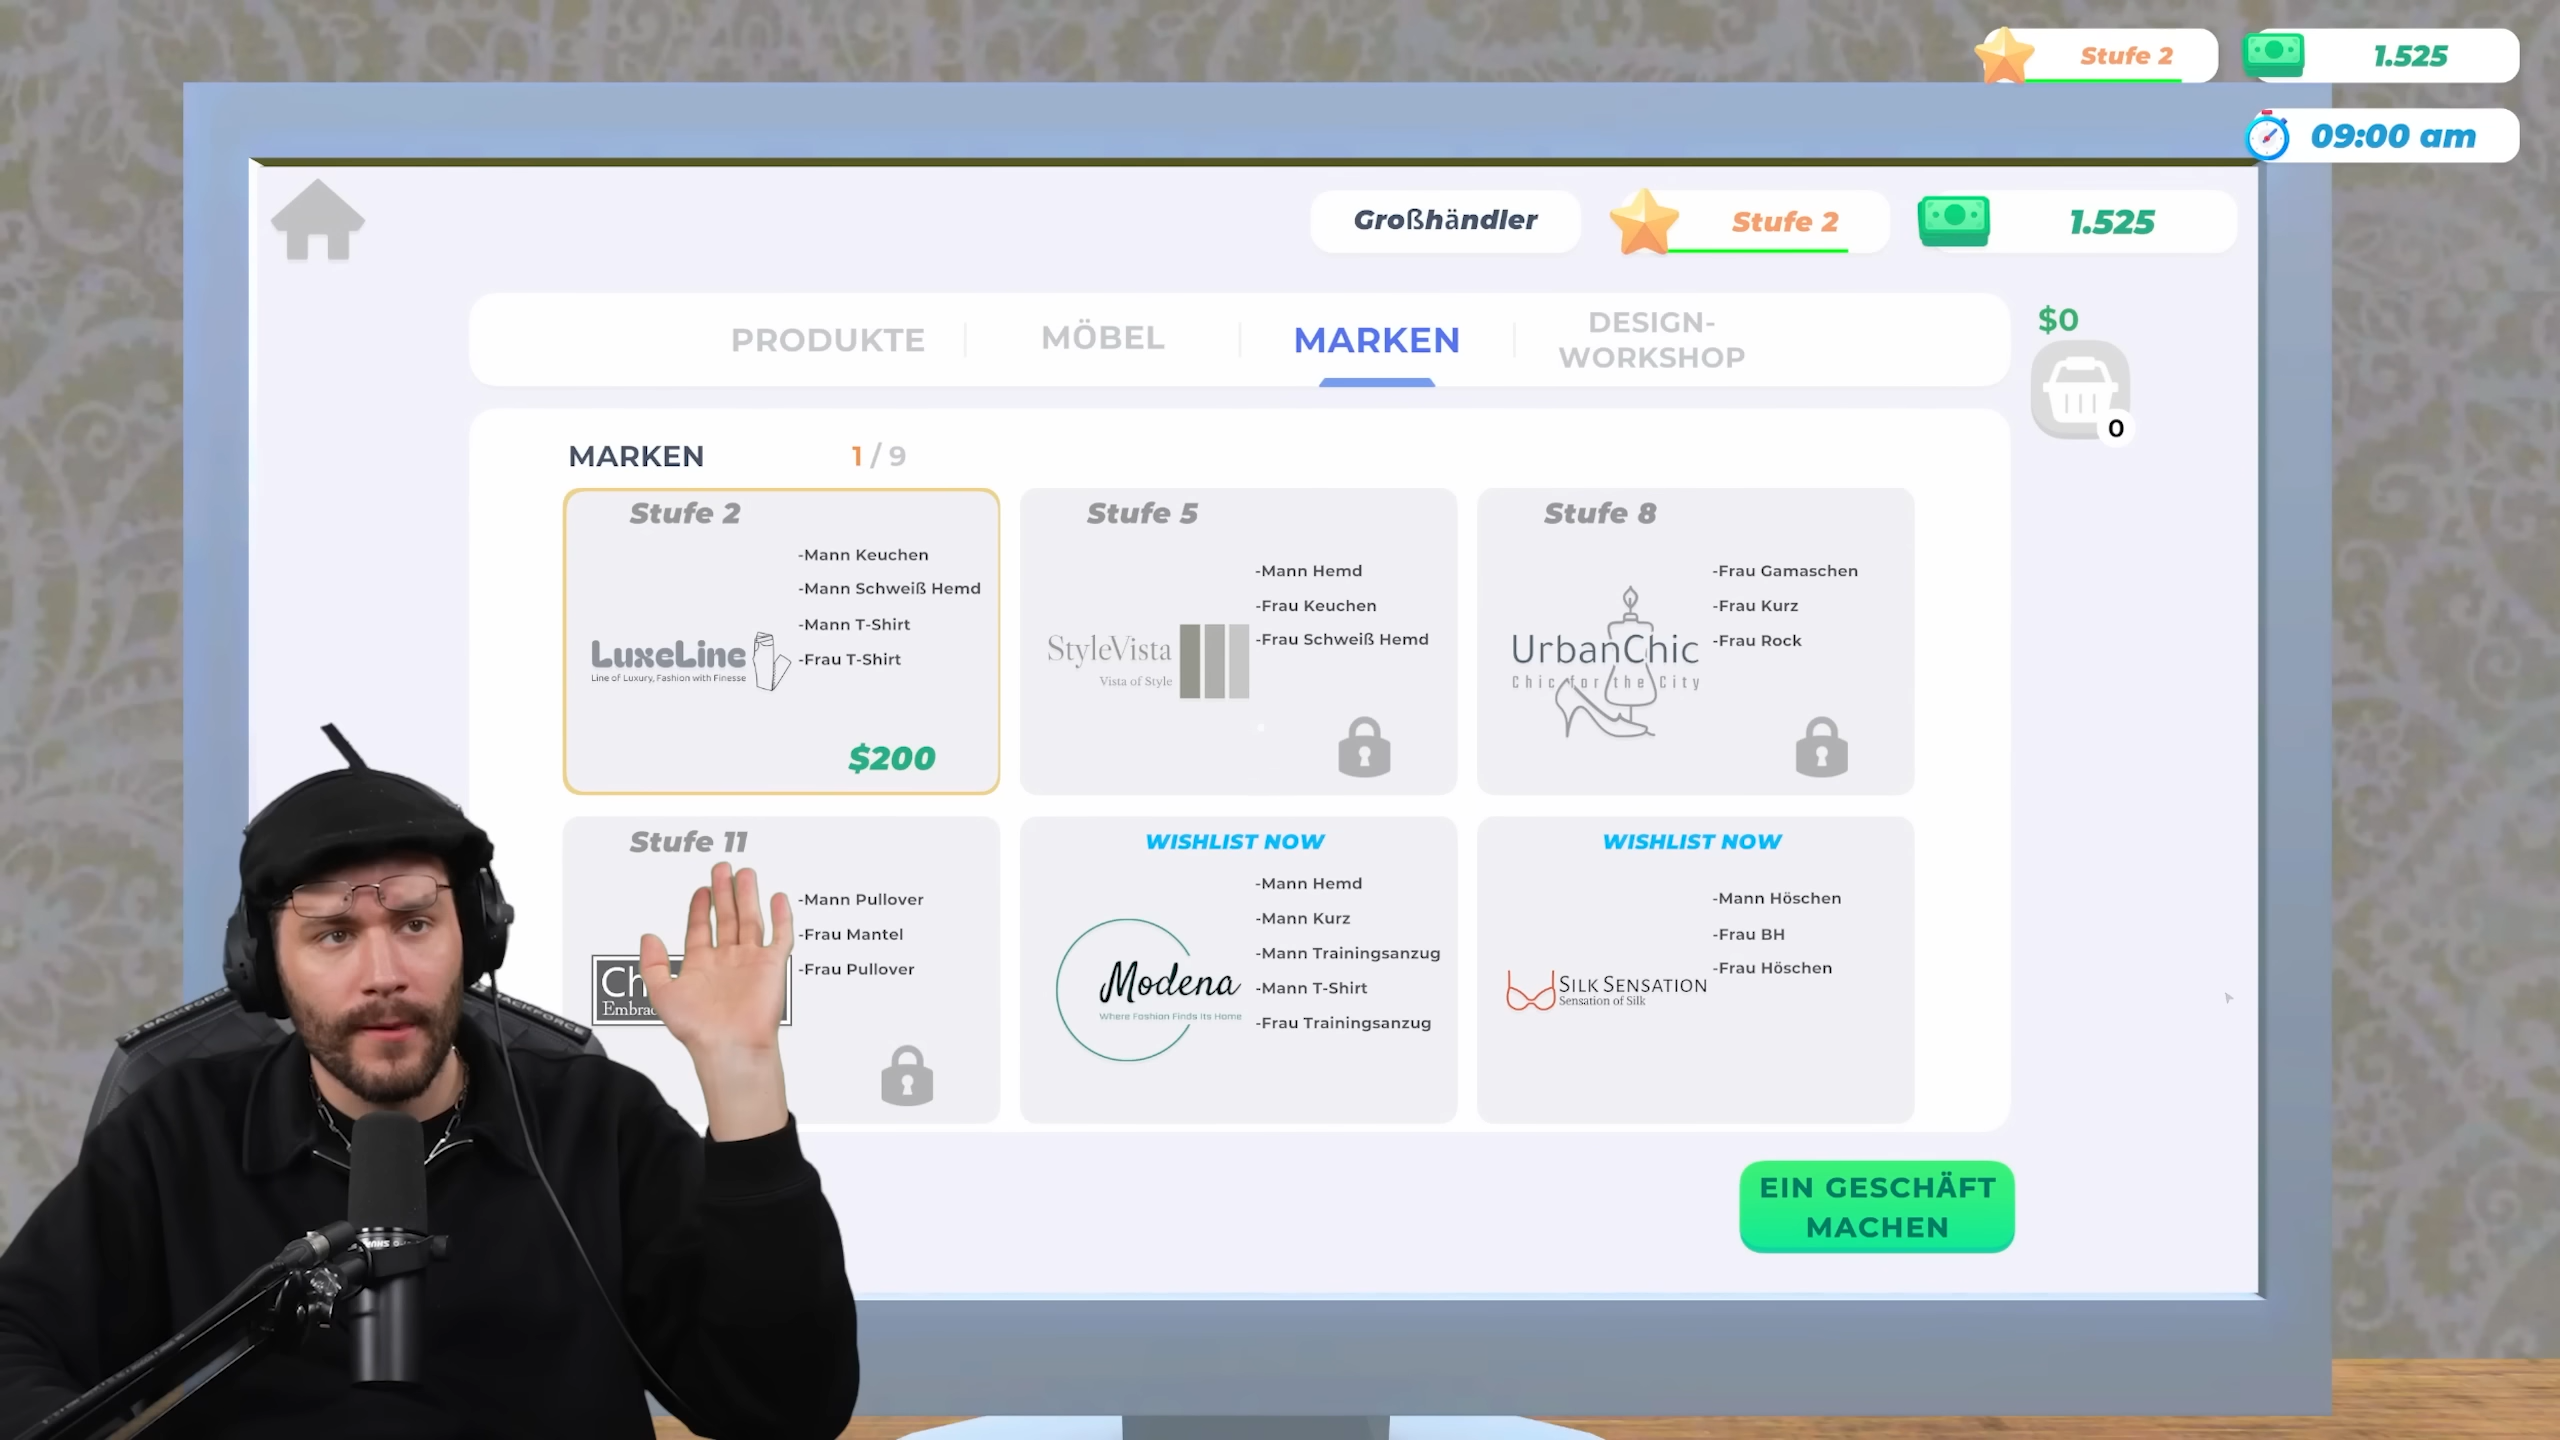 Stufe 2
1.525
09:00 am
Großhändler
Stufe 2
1.525
PRODUKTE
MÖBEL
MARKEN
DESIGN-
WORKSHOP
$0
0
MARKEN
1 / 9
Stufe 2
-Mann Keuchen
-Mann Schweiß Hemd
-Mann T-Shirt
-Frau T-Shirt
LuxeLine
Line of Luxury, Fashion with Finesse
$200
Stufe 5
-Mann Hemd
-Frau Keuchen
-Frau Schweiß Hemd
StyleVista
Vista of Style
Stufe 8
-Frau Gamaschen
-Frau Kurz
-Frau Rock
UrbanChic
Chic for the City
Stufe 11
-Mann Pullover
-Frau Mantel
-Frau Pullover
WISHLIST NOW
-Mann Hemd
-Mann Kurz
-Mann Trainingsanzug
-Mann T-Shirt
-Frau Trainingsanzug
Modena
Where Fashion Finds Its Home
WISHLIST NOW
-Mann Höschen
-Frau BH
-Frau Höschen
SILK SENSATION
Sensation of Silk
EIN GESCHÄFT
MACHEN
BACKFORCE